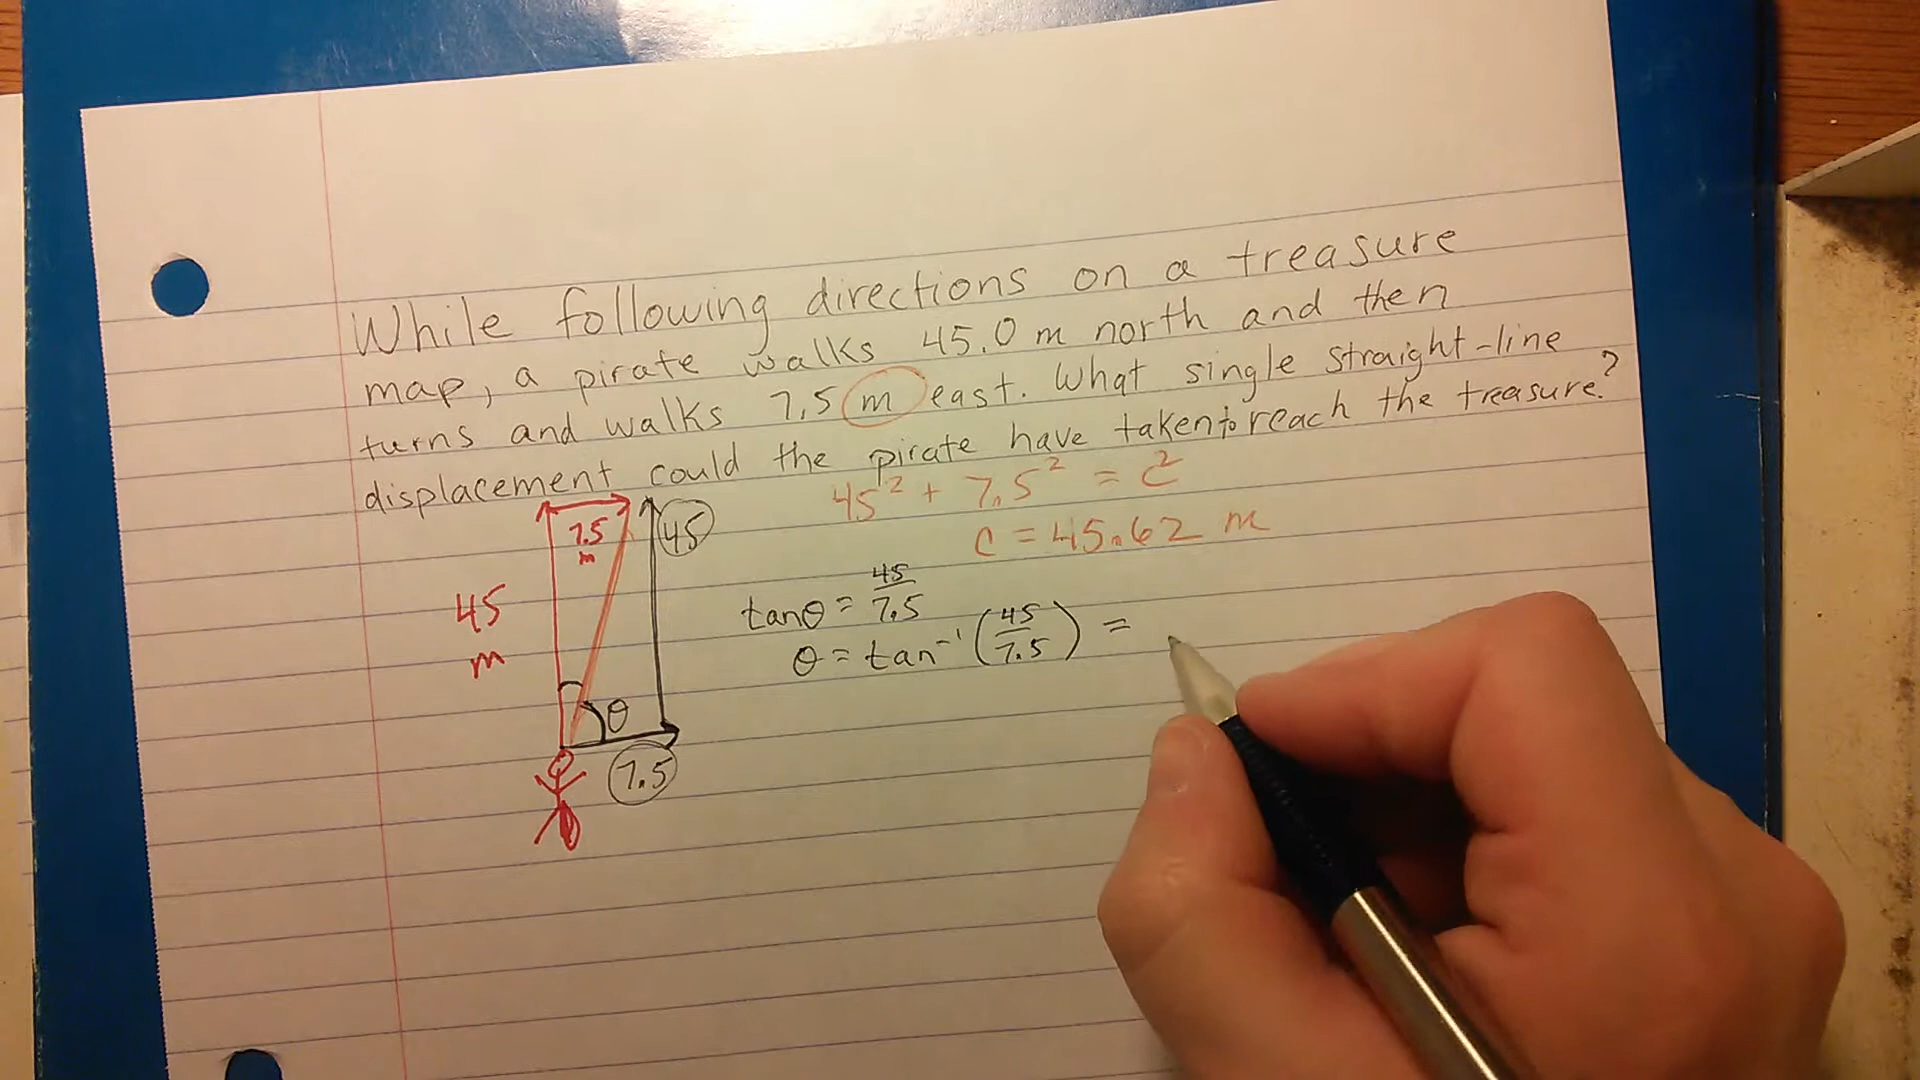 While following directions on a treasure
map, a pirate walks 45.0 m north and then
turns and walks 7.5 m east. What single straight-line
displacement could the pirate have taken to reach the treasure?
45² + 7.5² = c²
c = 45.62 m
7.5
m
45
45
m
tanθ = 45/7.5
θ = tan⁻¹ (45/7.5) =
θ
7.5